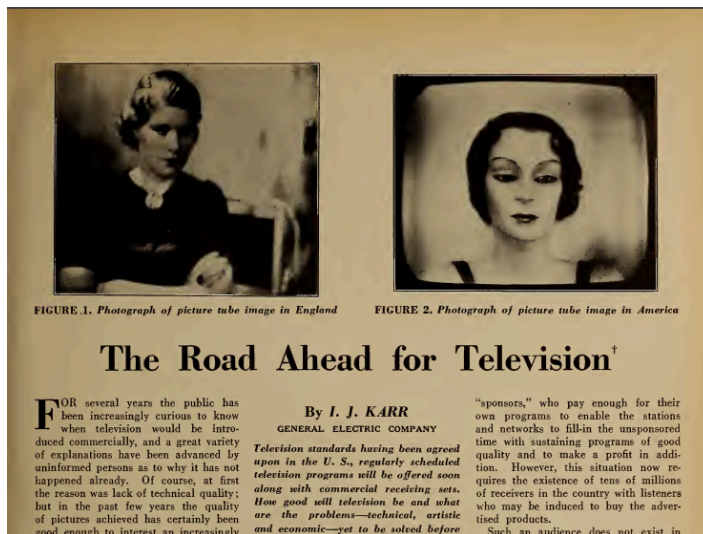 FIGURE 1. Photograph of picture tube image in England
FIGURE 2. Photograph of picture tube image in America
The Road Ahead for Television†
FOR several years the public has
been increasingly curious to know
when television would be intro-
duced commercially, and a great variety
of explanations have been advanced by
uninformed persons as to why it has not
happened already. Of course, at first
the reason was lack of technical quality;
but in the past few years the quality
of pictures achieved has certainly been
good enough to interest an increasingly
By I. J. KARR
GENERAL ELECTRIC COMPANY
Television standards having been agreed
upon in the U. S., regularly scheduled
television programs will be offered soon
along with commercial receiving sets.
How good will television be and what
are the problems—technical, artistic
and economic—yet to be solved before
"sponsors," who pay enough for their
own programs to enable the stations
and networks to fill-in the unsponsored
time with sustaining programs of good
quality and to make a profit in addi-
tion. However, this situation now re-
quires the existence of tens of millions
of receivers in the country with listeners
who may be induced to buy the adver-
tised products.
Such an audience does not exist in